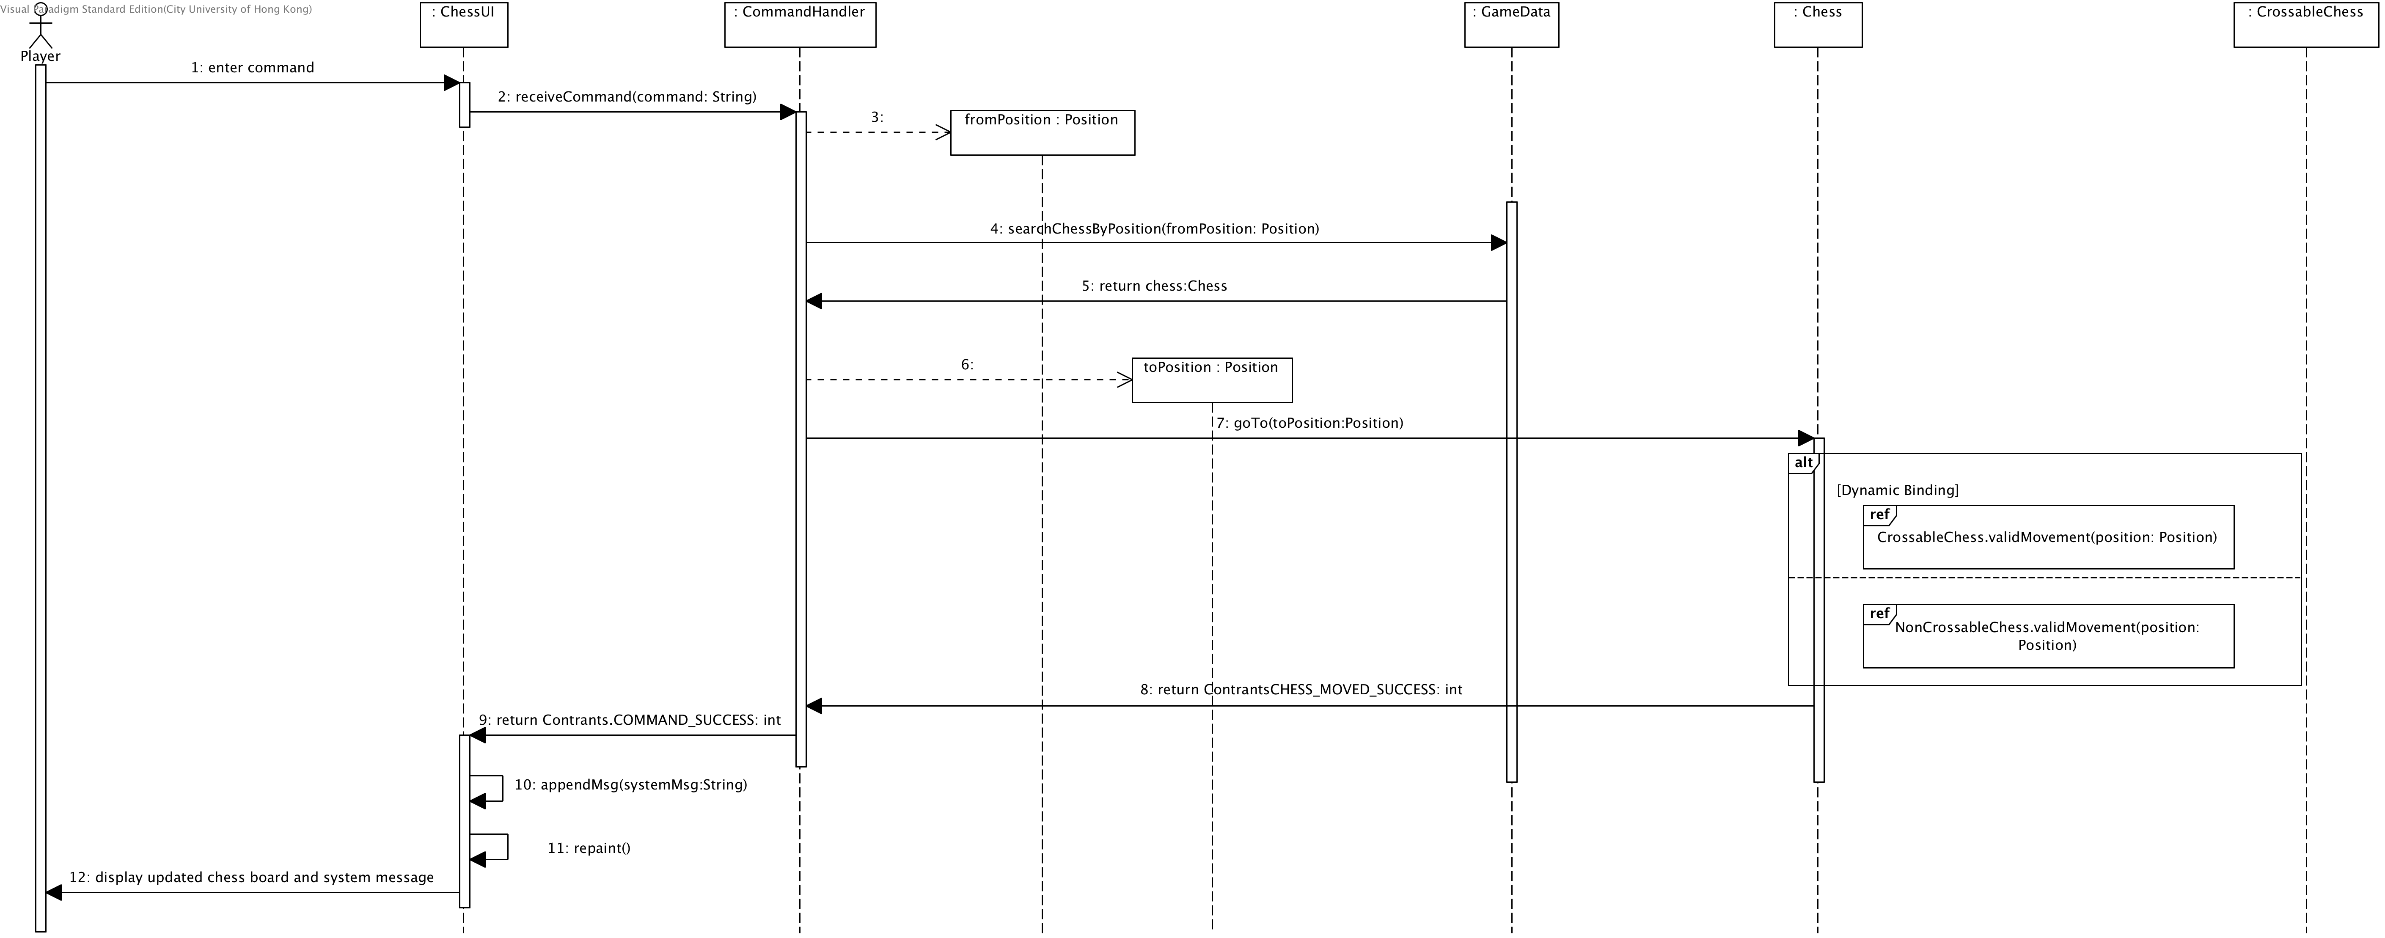 Visual Paradigm Standard Edition(City University of Hong Kong)
: ChessUI
: CommandHandler
: GameData
: Chess
: CrossableChess
Player
1: enter command
2: receiveCommand(command: String)
3:
fromPosition : Position
4: searchChessByPosition(fromPosition: Position)
5: return chess:Chess
6:
toPosition : Position
7: goTo(toPosition:Position)
alt
[Dynamic Binding]
ref
CrossableChess.validMovement(position: Position)
ref
NonCrossableChess.validMovement(position:
Position)
8: return ContrantsCHESS_MOVED_SUCCESS: int
9: return Contrants.COMMAND_SUCCESS: int
10: appendMsg(systemMsg:String)
11: repaint()
12: display updated chess board and system message